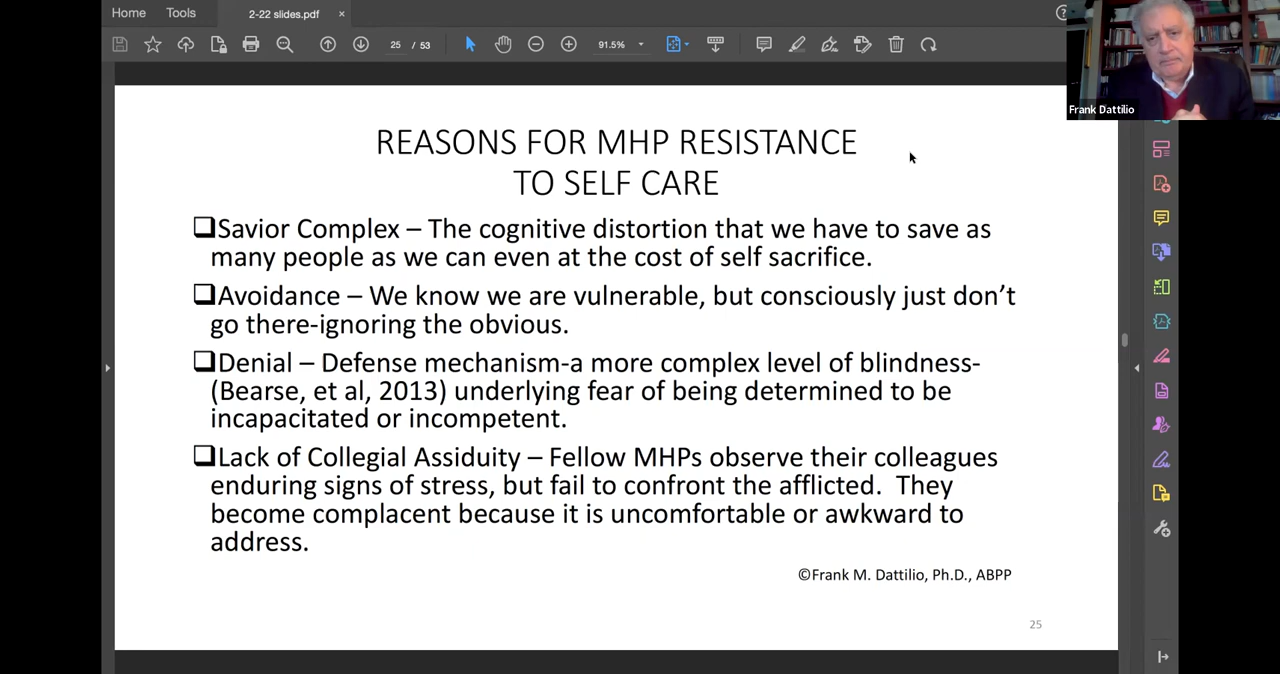 Home Tools 2-22 slides.pdf ×
25 / 53 91.5%
Frank Dattilio
REASONS FOR MHP RESISTANCE
TO SELF CARE
❑Savior Complex – The cognitive distortion that we have to save as
many people as we can even at the cost of self sacrifice.
❑Avoidance – We know we are vulnerable, but consciously just don’t
go there-ignoring the obvious.
❑Denial – Defense mechanism-a more complex level of blindness-
(Bearse, et al, 2013) underlying fear of being determined to be
incapacitated or incompetent.
❑Lack of Collegial Assiduity – Fellow MHPs observe their colleagues
enduring signs of stress, but fail to confront the afflicted.  They
become complacent because it is uncomfortable or awkward to
address.
©Frank M. Dattilio, Ph.D., ABPP
25